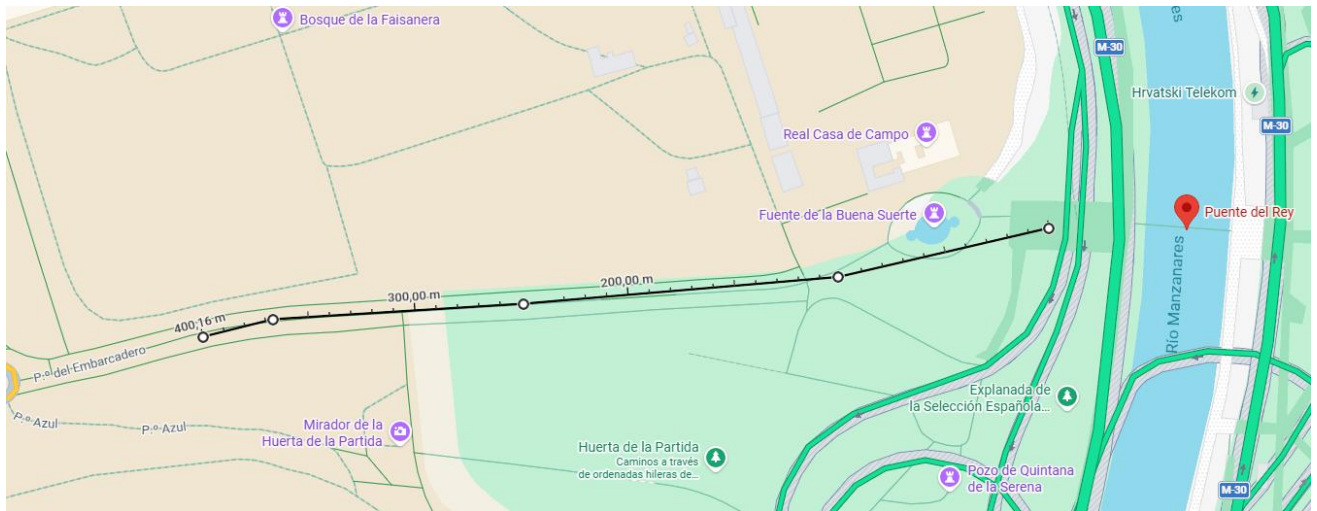 Bosque de la Faisanera
M-30
Hrvatski Telekom
M-30
Real Casa de Campo
Fuente de la Buena Suerte
Puente del Rey
Río Manzanares
200,00 m
300,00 m
400,16 m
P.º del Embarcadero
P.º Azul
P.º Azul
Mirador de la
Huerta de la Partida
Explanada de
la Selección Española...
Huerta de la Partida
Caminos a través
de ordenadas hileras de...
Pozo de Quintana
de la Serena
M-30